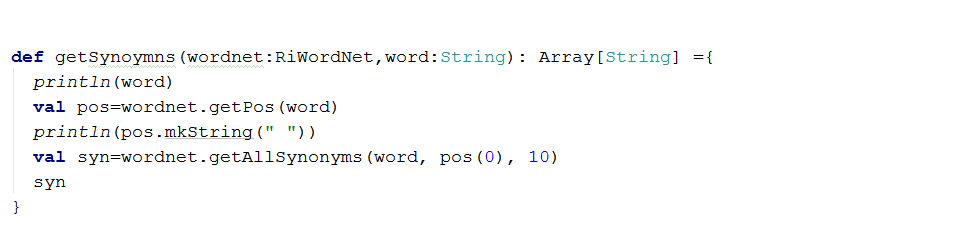 def getSynoymns(wordnet:RiWordNet,word:String): Array[String] ={
println(word)
val pos=wordnet.getPos(word)
println(pos.mkString(" "))
val syn=wordnet.getAllSynonyms(word, pos(0), 10)
syn
}